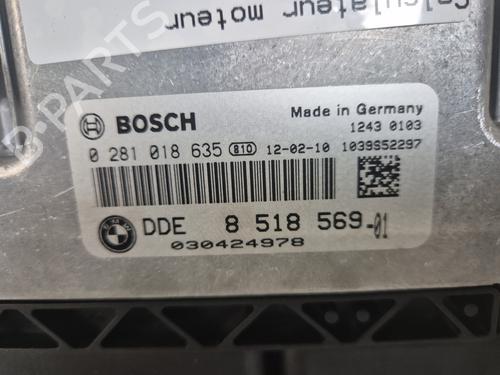 Calculateur moteur
B-PARTS
BOSCH
Made in Germany
1243 0103
0 281 018 635 810 12-02-10 1039S52297
DDE 8 518 569-01
030424978